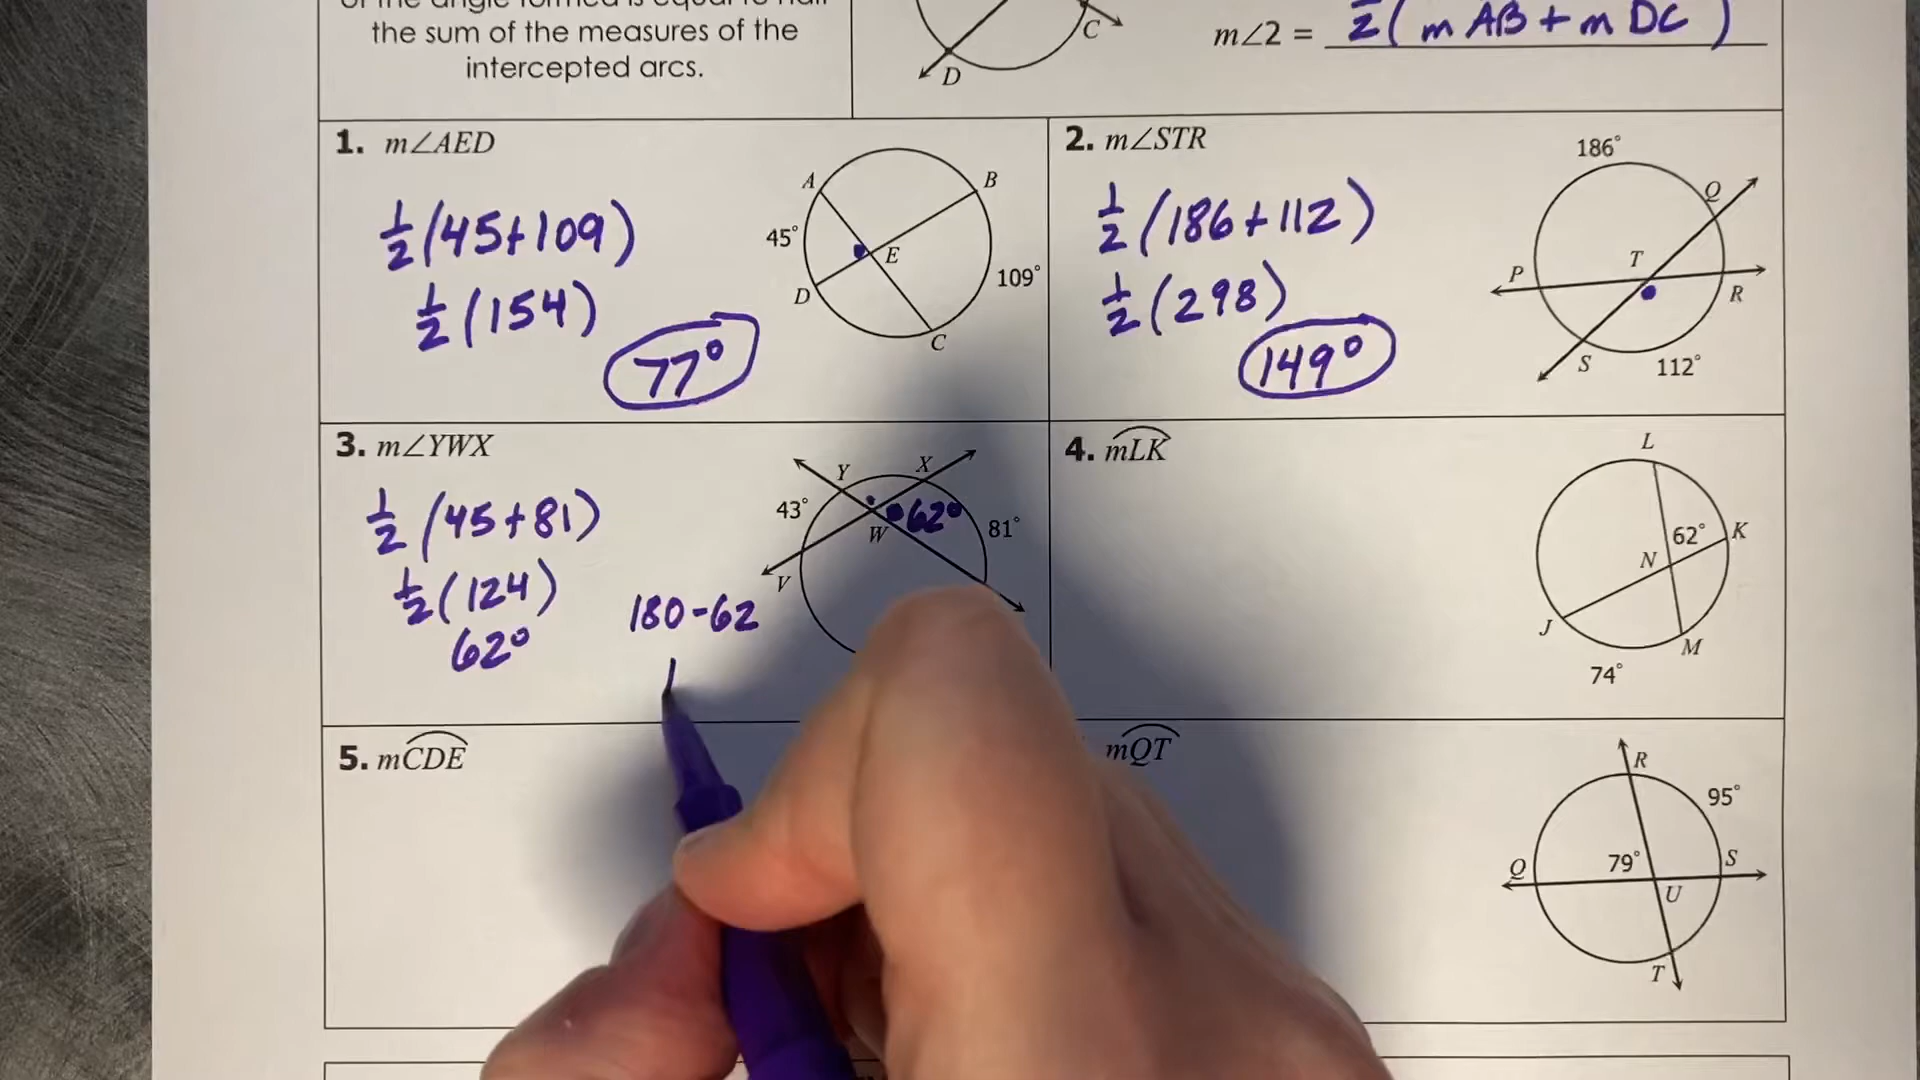 the sum of the measures of the
intercepted arcs.
C
D
m∠2 = 1/2 ( m AB + m DC )
1. m∠AED
1/2 (45+109)
1/2 (154)
77°
A
B
45°
E
D
109°
C
2. m∠STR
1/2 (186+112)
1/2 (298)
149°
186°
Q
T
P
R
S
112°
3. m∠YWX
1/2 (45+81)
1/2 (124)
62°
180-62
Y
X
43°
62°
W
81°
V
4. mLK
L
62°
K
N
J
M
74°
5. mCDE
mQT
R
95°
79°
S
Q
U
T